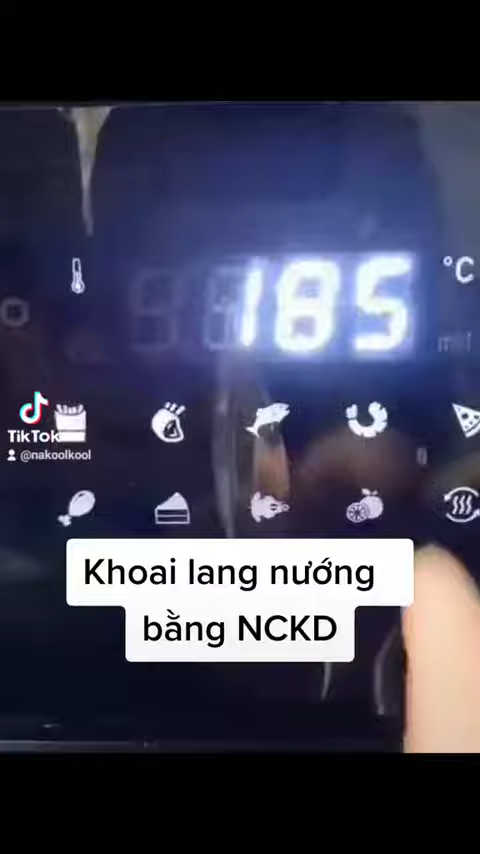 185
°C
TikTok
@nakoolkool
Khoai lang nướng
bằng NCKD